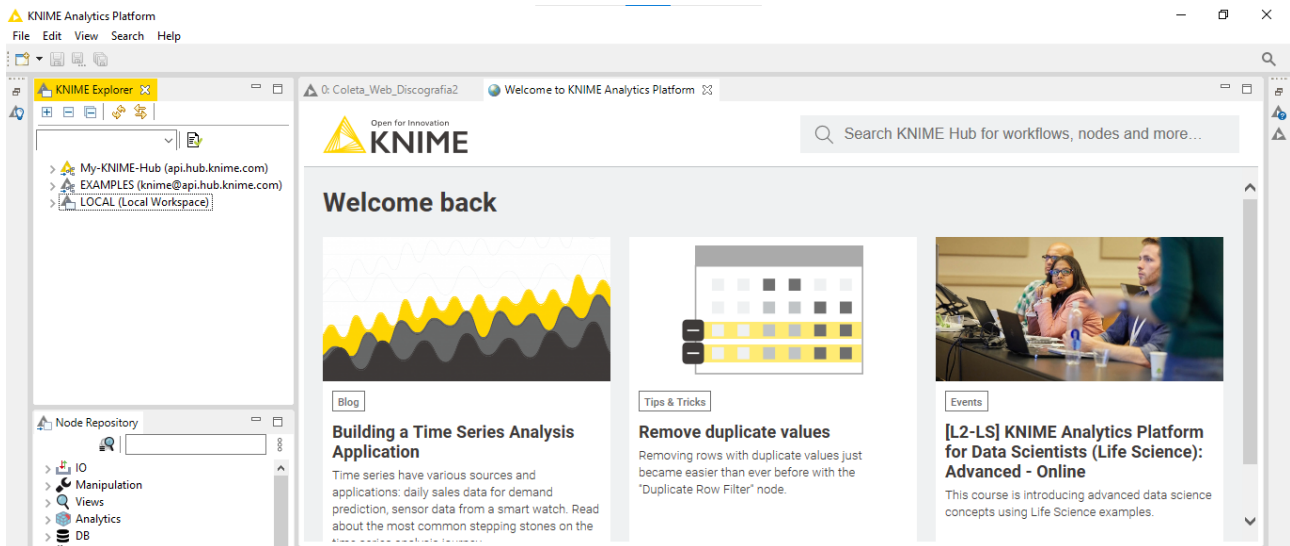 KNIME Analytics Platform
File Edit View Search Help
KNIME Explorer
My-KNIME-Hub (api.hub.knime.com)
EXAMPLES (knime@api.hub.knime.com)
LOCAL (Local Workspace)
Node Repository
IO
Manipulation
Views
Analytics
DB
0: Coleta_Web_Discografia2
Welcome to KNIME Analytics Platform
Open for Innovation
KNIME
Search KNIME Hub for workflows, nodes and more...
Welcome back
Blog
Building a Time Series Analysis
Application
Time series have various sources and
applications: daily sales data for demand
prediction, sensor data from a smart watch. Read
about the most common stepping stones on the
time series analysis journey.
Tips & Tricks
Remove duplicate values
Removing rows with duplicate values just
became easier than ever before with the
"Duplicate Row Filter" node.
Events
[L2-LS] KNIME Analytics Platform
for Data Scientists (Life Science):
Advanced - Online
This course is introducing advanced data science
concepts using Life Science examples.